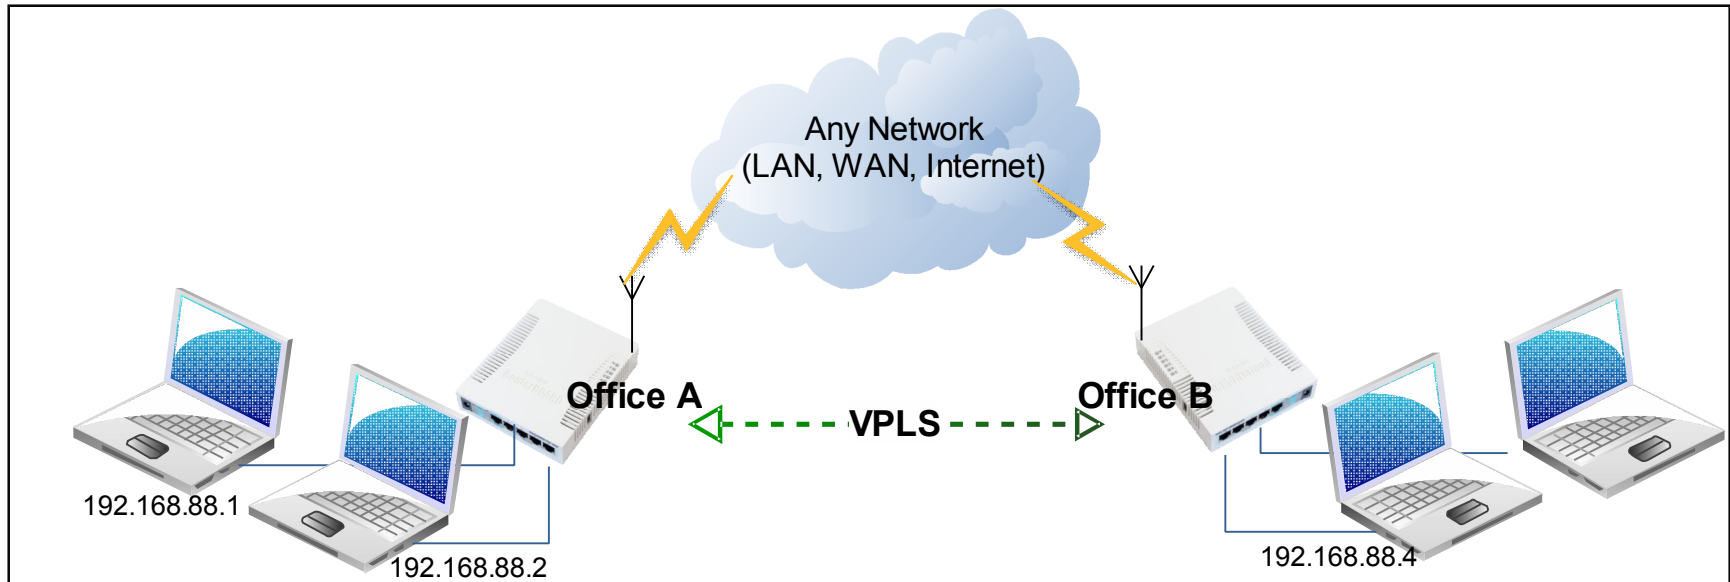 Any Network
(LAN, WAN, Internet)
Office A
Office B
VPLS
192.168.88.1
192.168.88.2
192.168.88.4